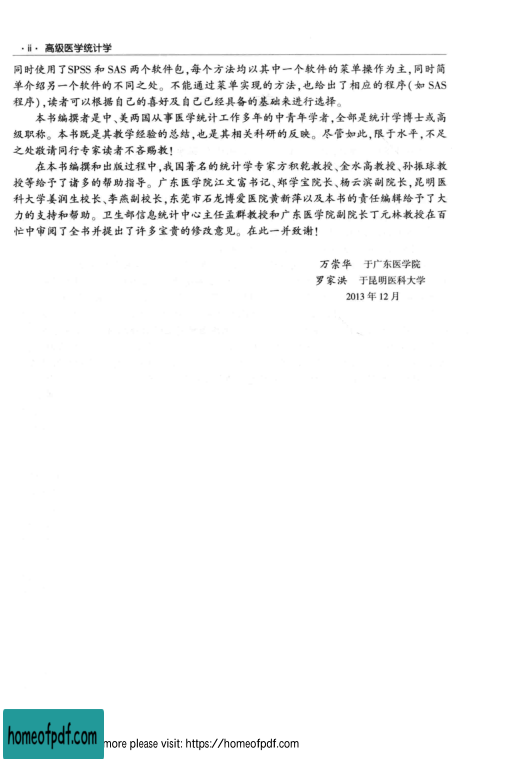 · ii · 高级医学统计学
同时使用了SPSS 和 SAS 两个软件包,每个方法均以其中一个软件的菜单操作为主,同时简
单介绍另一个软件的不同之处。不能通过菜单实现的方法,也给出了相应的程序(如 SAS
程序),读者可以根据自己的喜好及自己已经具备的基础来进行选择。
本书编撰者是中、美两国从事医学统计工作多年的中青年学者,全部是统计学博士或高
级职称。本书既是其教学经验的总结,也是其相关科研的反映。尽管如此,限于水平,不足
之处敬请同行专家读者不吝赐教!
在本书编撰和出版过程中,我国著名的统计学专家方积乾教授、金水高教授、孙振球教
授等给予了诸多的帮助指导。广东医学院江文富书记、郑学宝院长、杨云滨副院长,昆明医
科大学姜润生校长、李燕副校长,东莞市石龙博爱医院黄新萍以及本书的责任编辑给予了大
力的支持和帮助。卫生部信息统计中心主任孟群教授和广东医学院副院长丁元林教授在百
忙中审阅了全书并提出了许多宝贵的修改意见。在此一并致谢!
万崇华 于广东医学院
罗家洪 于昆明医科大学
2013 年 12 月
homeofpdf.com
more please visit: https://homeofpdf.com